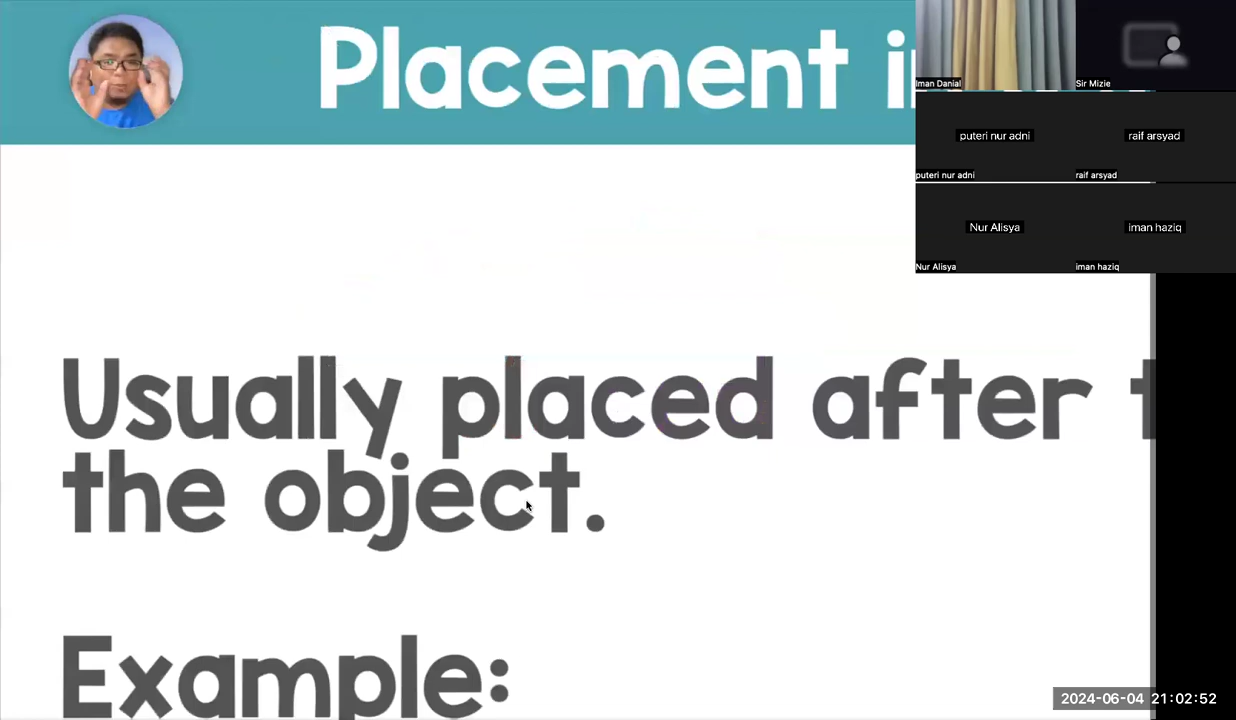 Placement i
Iman Danial
Sir Mizie
puteri nur adni
raif arsyad
puteri nur adni
raif arsyad
Nur Alisya
iman haziq
Nur Alisya
iman haziq
Usually placed after t
the object.
Example:
2024-06-04 21:02:52